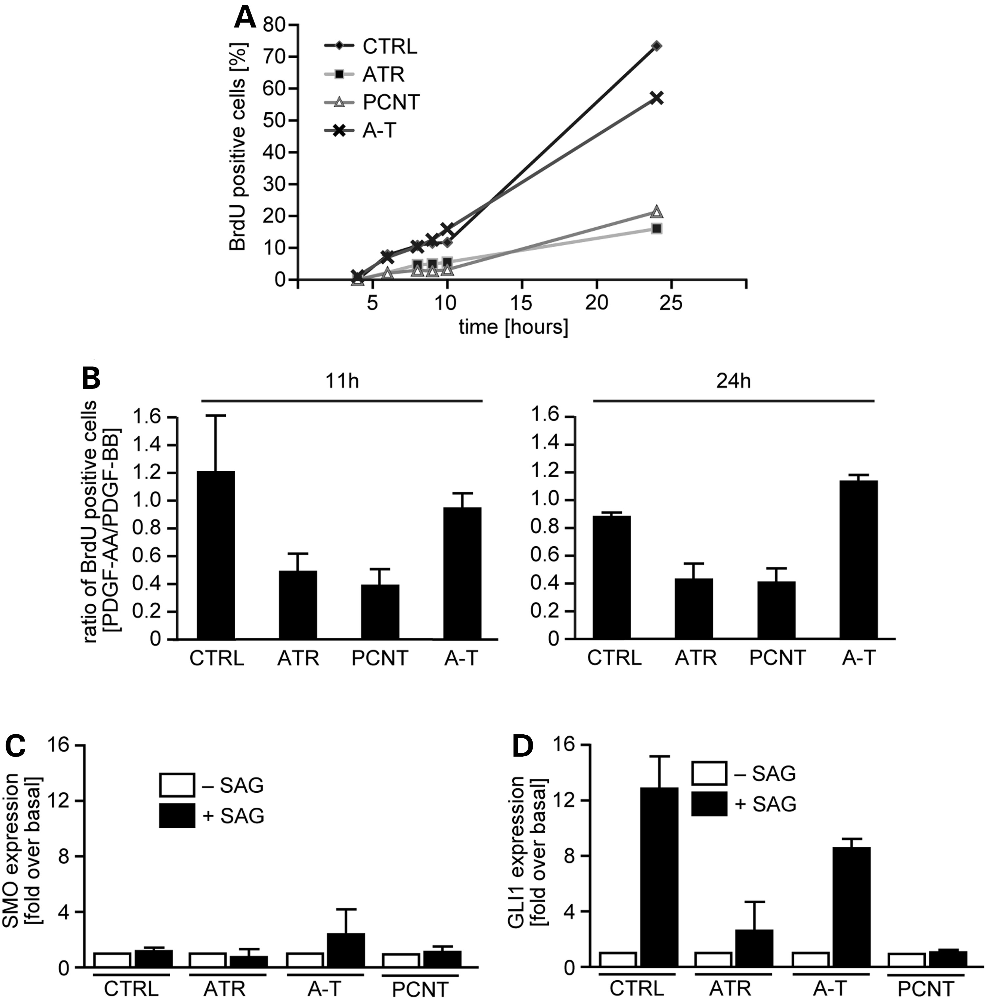 A
BrdU positive cells [%]
80
70
60
50
40
30
20
10
0
CTRL
ATR
PCNT
A-T
5 10 15 20 25
time [hours]
B
11h
ratio of BrdU positive cells
[PDGF-AA/PDGF-BB]
1.6
1.4
1.2
1.0
0.8
0.6
0.4
0.2
0
CTRL ATR PCNT A-T
24h
1.6
1.4
1.2
1.0
0.8
0.6
0.4
0.2
0
CTRL ATR PCNT A-T
C
SMO expression
[fold over basal]
16
12
8
4
0
– SAG
+ SAG
CTRL ATR A-T PCNT
D
GLI1 expression
[fold over basal]
16
12
8
4
0
– SAG
+ SAG
CTRL ATR A-T PCNT